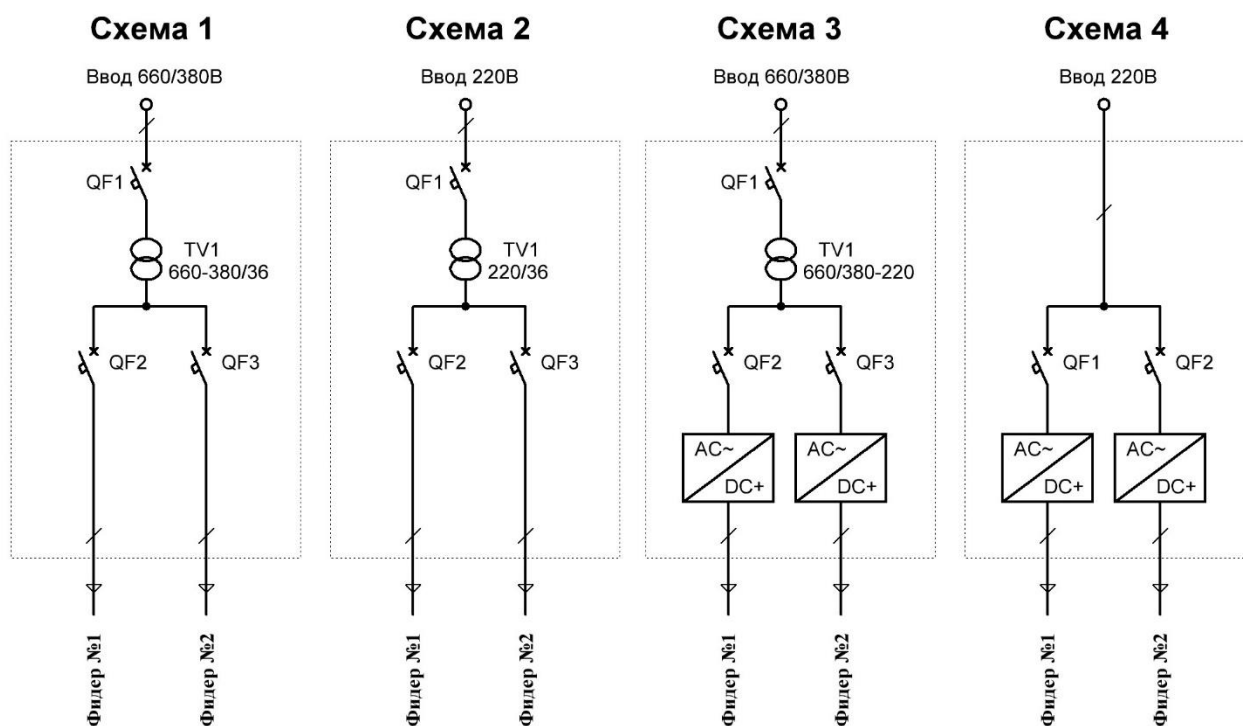 Схема 1
Ввод 660/380В
QF1
TV1
660-380/36
QF2
QF3
Фидер №1
Фидер №2
Схема 2
Ввод 220В
QF1
TV1
220/36
QF2
QF3
Фидер №1
Фидер №2
Схема 3
Ввод 660/380В
QF1
TV1
660/380-220
QF2
QF3
AC~
DC+
AC~
DC+
Фидер №1
Фидер №2
Схема 4
Ввод 220В
QF1
QF2
AC~
DC+
AC~
DC+
Фидер №1
Фидер №2